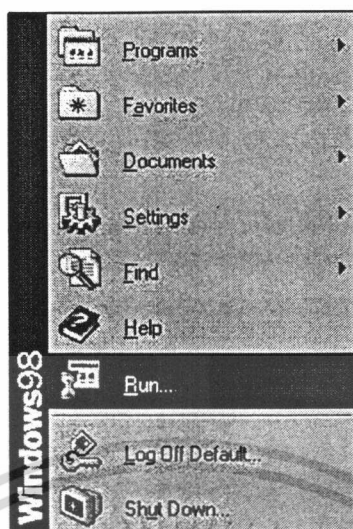 Programs
Favorites
Documents
Settings
Find
Help
Run...
Log Off Default...
Shut Down...
Windows98